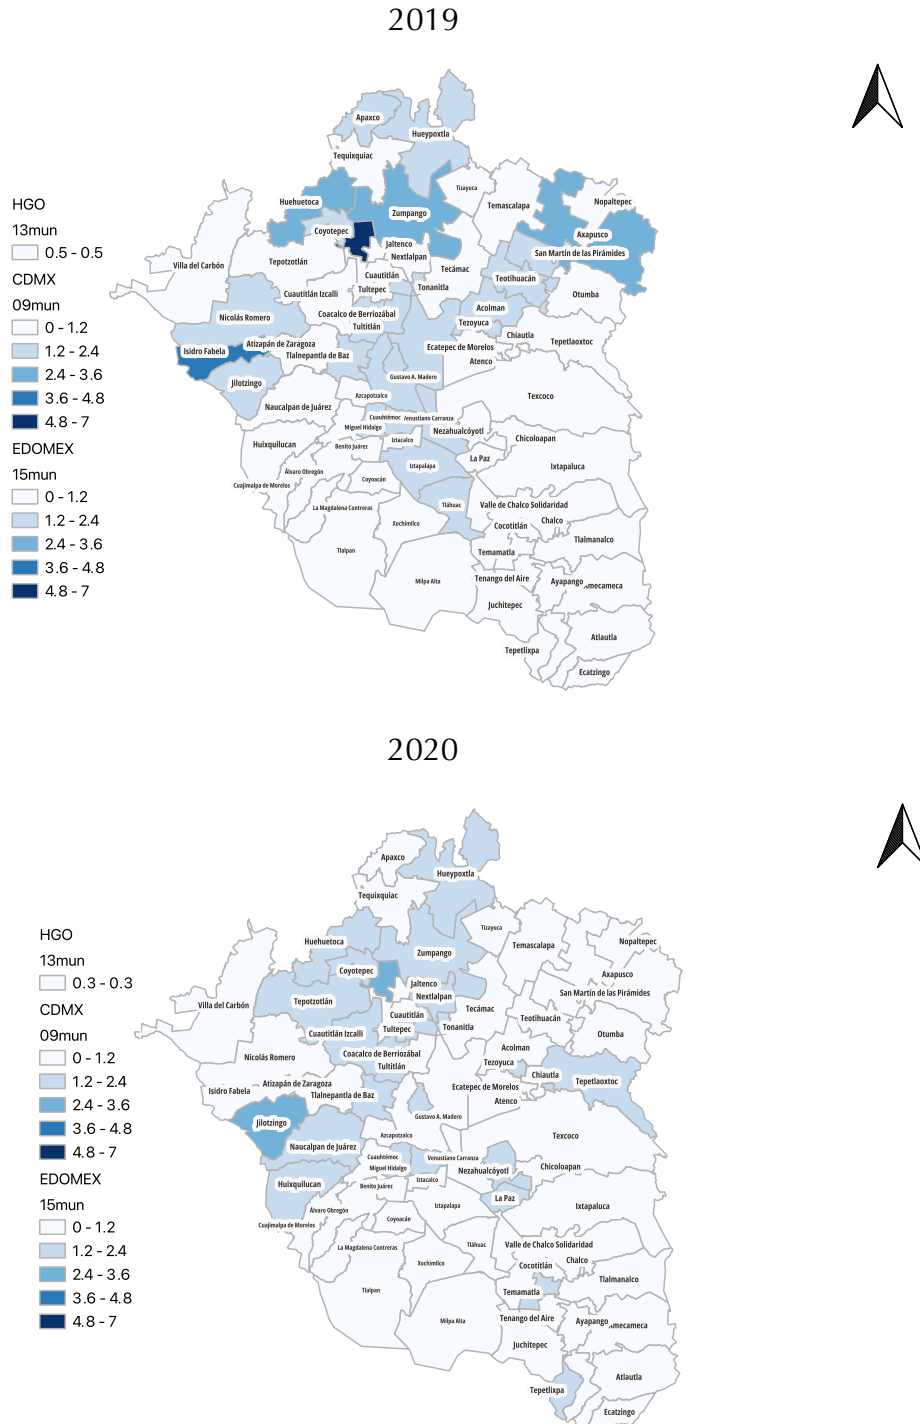 2019
HGO
13mun
0.5 - 0.5
CDMX
09mun
0 - 1.2
1.2 - 2.4
2.4 - 3.6
3.6 - 4.8
4.8 - 7
EDOMEX
15mun
0 - 1.2
1.2 - 2.4
2.4 - 3.6
3.6 - 4.8
4.8 - 7
Apaxco
Hueypoxtla
Tequixquiac
Tizayuca
Huehuetoca
Zumpango
Temascalapa
Nopaltepec
Coyotepec
Axapusco
Jaltenco
San Martín de las Pirámides
Nextlalpan
Villa del Carbón
Tepotzotlán
Tecámac
Cuautitlán
Teotihuacán
Tultepec
Tonanitla
Cuautitlán Izcalli
Otumba
Acolman
Nicolás Romero
Coacalco de Berriozábal
Tultitlán
Tezoyuca
Chiautla
Isidro Fabela
Atizapán de Zaragoza
Tlalnepantla de Baz
Ecatepec de Morelos
Tepetlaoxtoc
Atenco
Jilotzingo
Gustavo A. Madero
Azcapotzalco
Texcoco
Naucalpan de Juárez
Cuauhtémoc
Venustiano Carranza
Miguel Hidalgo
Nezahualcóyotl
Huixquilucan
Benito Juárez
Iztacalco
Chicoloapan
La Paz
Iztapalapa
Ixtapaluca
Álvaro Obregón
Coyoacán
Cuajimalpa de Morelos
La Magdalena Contreras
Tláhuac
Valle de Chalco Solidaridad
Xochimilco
Cocotitlán
Chalco
Tlalmanalco
Tlalpan
Temamatla
Milpa Alta
Tenango del Aire
Ayapango
mecameca
Juchitepec
Atlautla
Tepetlixpa
Ecatzingo
2020
HGO
13mun
0.3 - 0.3
CDMX
09mun
0 - 1.2
1.2 - 2.4
2.4 - 3.6
3.6 - 4.8
4.8 - 7
EDOMEX
15mun
0 - 1.2
1.2 - 2.4
2.4 - 3.6
3.6 - 4.8
4.8 - 7
Apaxco
Hueypoxtla
Tequixquiac
Tizayuca
Huehuetoca
Zumpango
Temascalapa
Nopaltepec
Coyotepec
Axapusco
Jaltenco
San Martín de las Pirámides
Nextlalpan
Villa del Carbón
Tepotzotlán
Tecámac
Cuautitlán
Teotihuacán
Tultepec
Tonanitla
Cuautitlán Izcalli
Otumba
Acolman
Nicolás Romero
Coacalco de Berriozábal
Tultitlán
Tezoyuca
Chiautla
Isidro Fabela
Atizapán de Zaragoza
Tlalnepantla de Baz
Ecatepec de Morelos
Tepetlaoxtoc
Atenco
Jilotzingo
Gustavo A. Madero
Azcapotzalco
Texcoco
Naucalpan de Juárez
Cuauhtémoc
Venustiano Carranza
Miguel Hidalgo
Nezahualcóyotl
Huixquilucan
Benito Juárez
Iztacalco
Chicoloapan
La Paz
Iztapalapa
Ixtapaluca
Álvaro Obregón
Coyoacán
Cuajimalpa de Morelos
La Magdalena Contreras
Tláhuac
Valle de Chalco Solidaridad
Xochimilco
Cocotitlán
Chalco
Tlalmanalco
Tlalpan
Temamatla
Milpa Alta
Tenango del Aire
Ayapango
mecameca
Juchitepec
Atlautla
Tepetlixpa
Ecatzingo